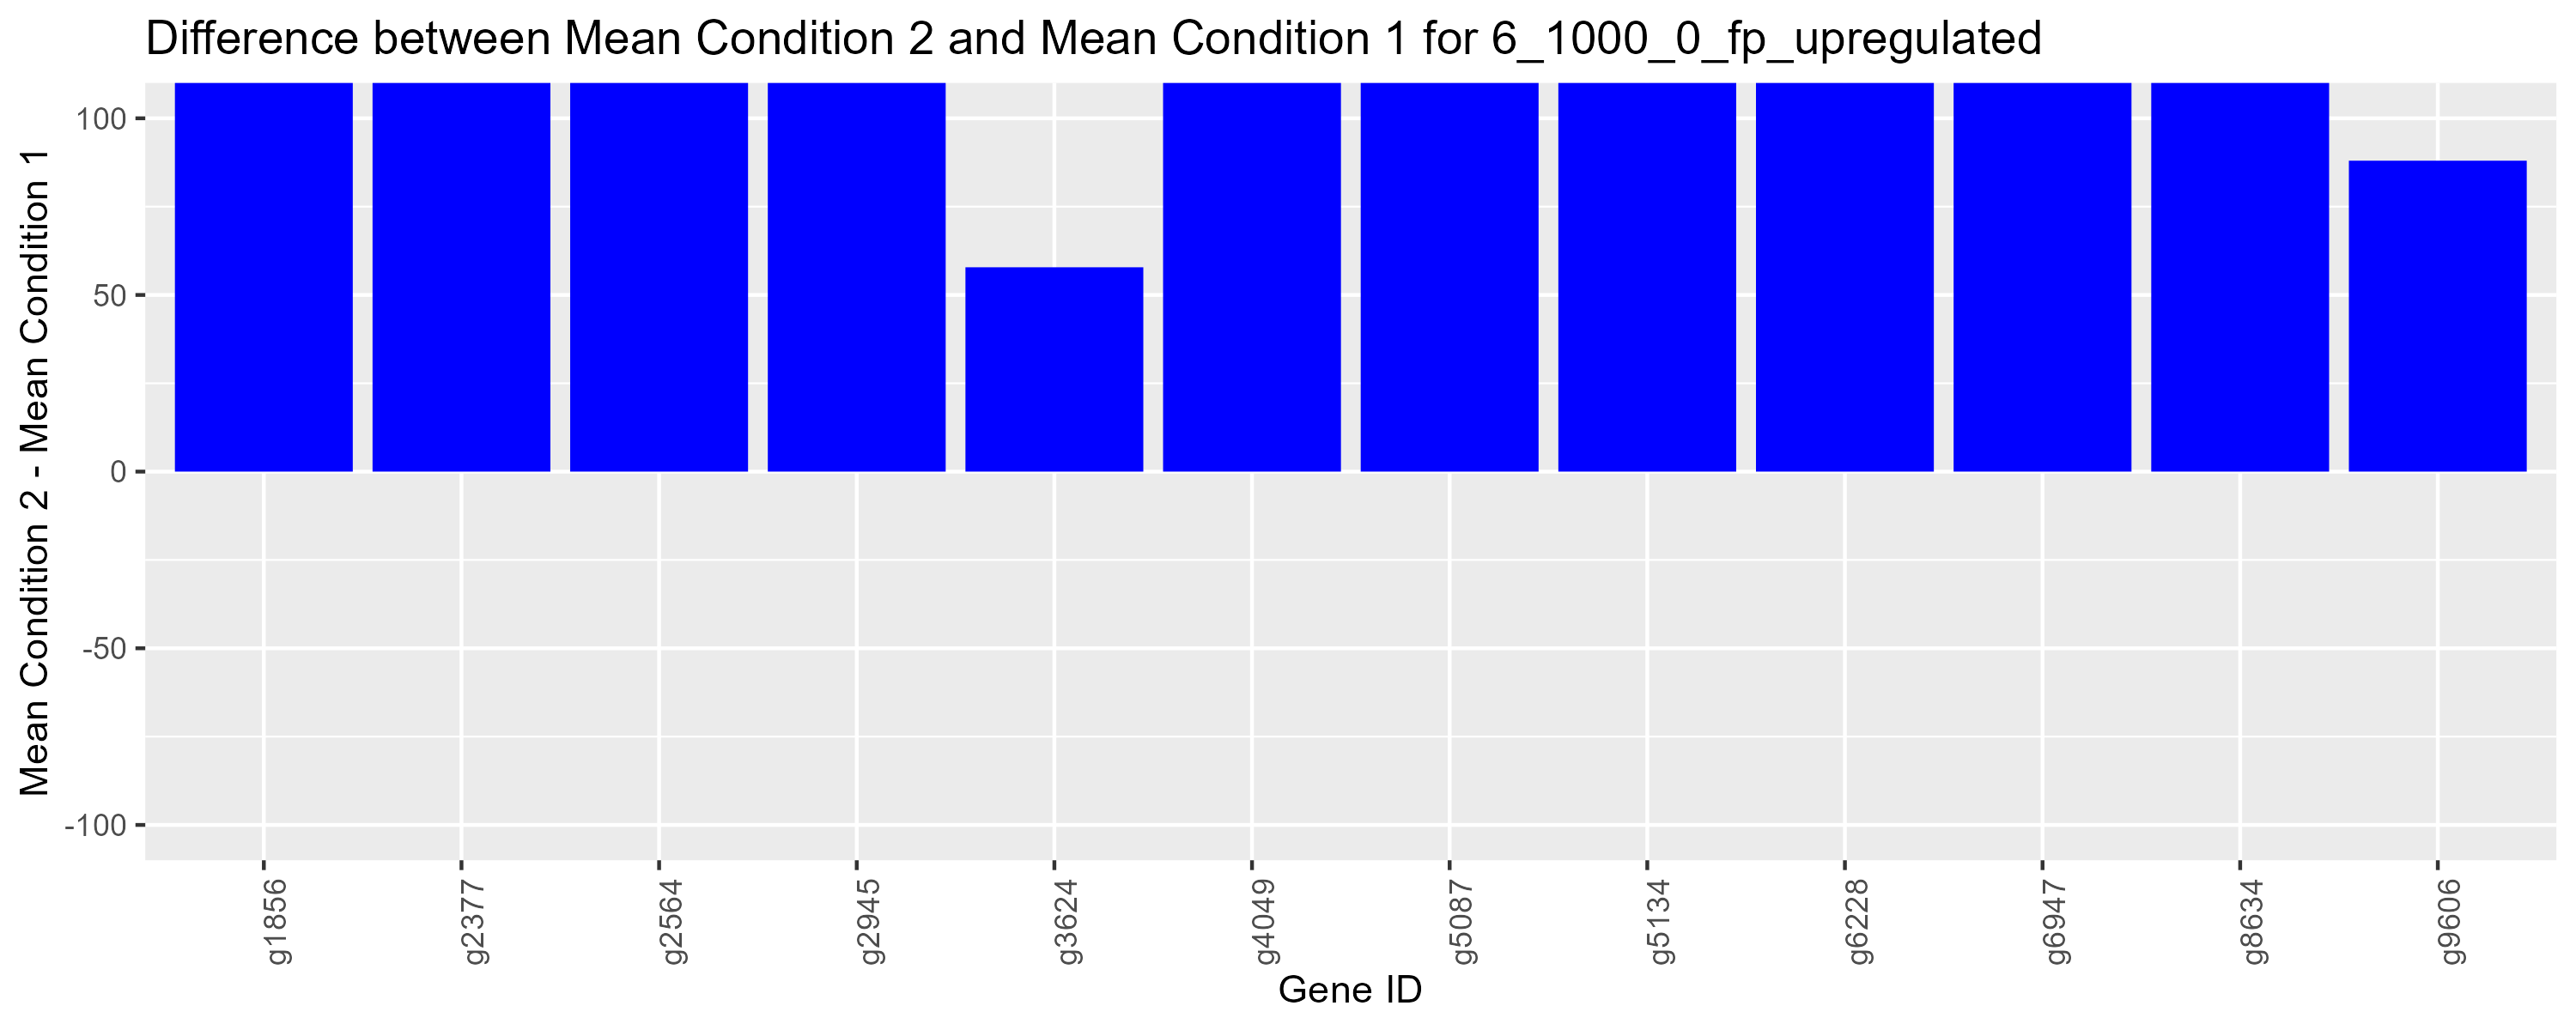 Difference between Mean Condition 2 and Mean Condition 1 for 6_1000_0_fp_upregulated
Mean Condition 2 - Mean Condition 1
100
50
0
-50
-100
g1856
g2377
g2564
g2945
g3624
g4049
g5087
g5134
g6228
g6947
g8634
g9606
Gene ID